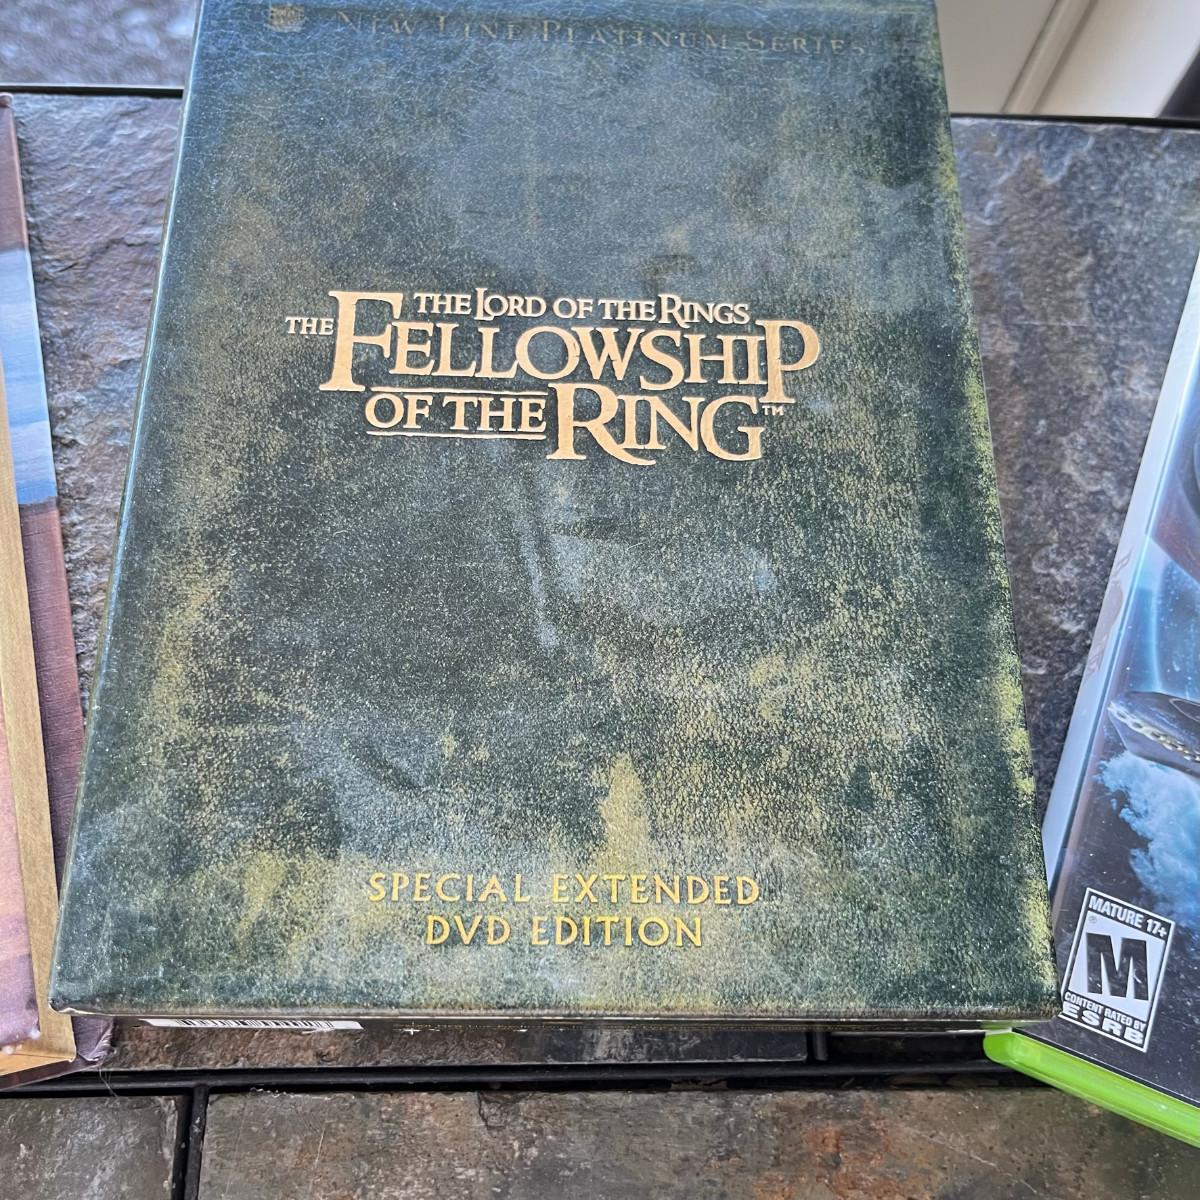 NEW LINE PLATINUM SERIES
THE LORD OF THE RINGS
THE FELLOWSHIP
OF THE RING™
SPECIAL EXTENDED
DVD EDITION
MATURE 17+
M
CONTENT RATED BY
ESRB